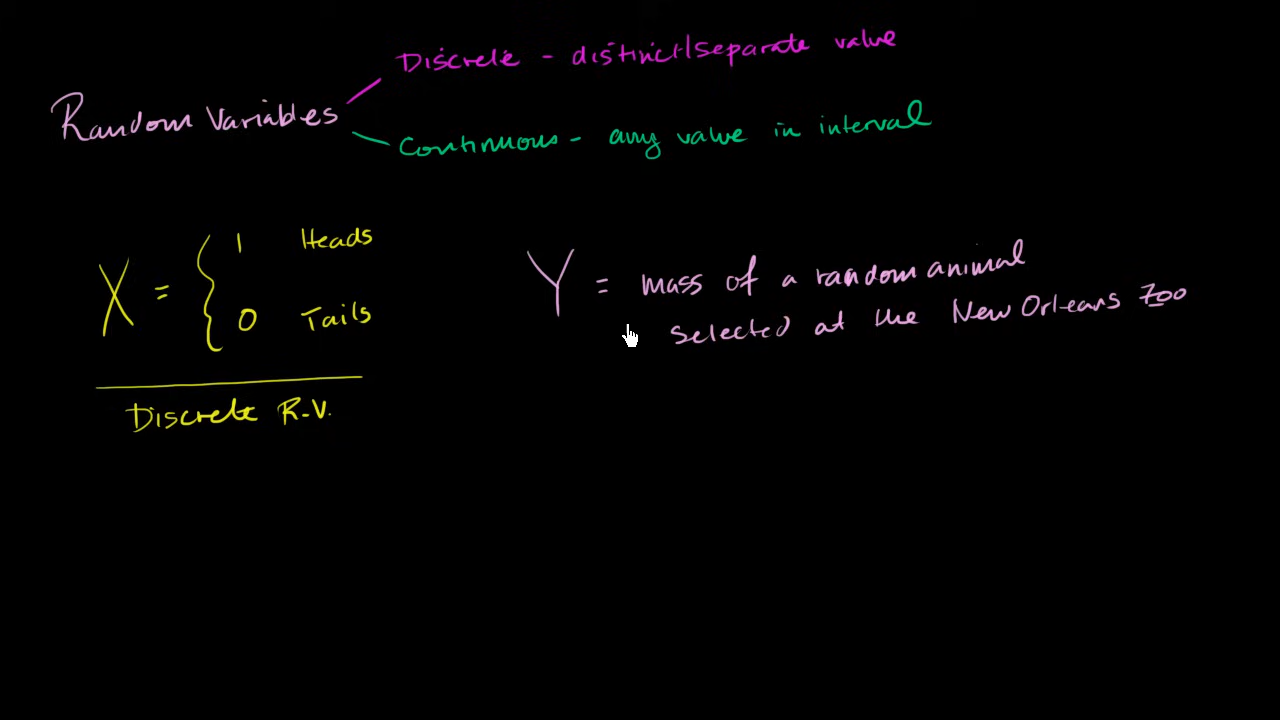 Discrete - distinct/separate value
Random Variables
Continuous - any value in interval
X = { 1 Heads
0 Tails
Discrete R.V.
Y = mass of a random animal
selected at the New Orleans Zoo